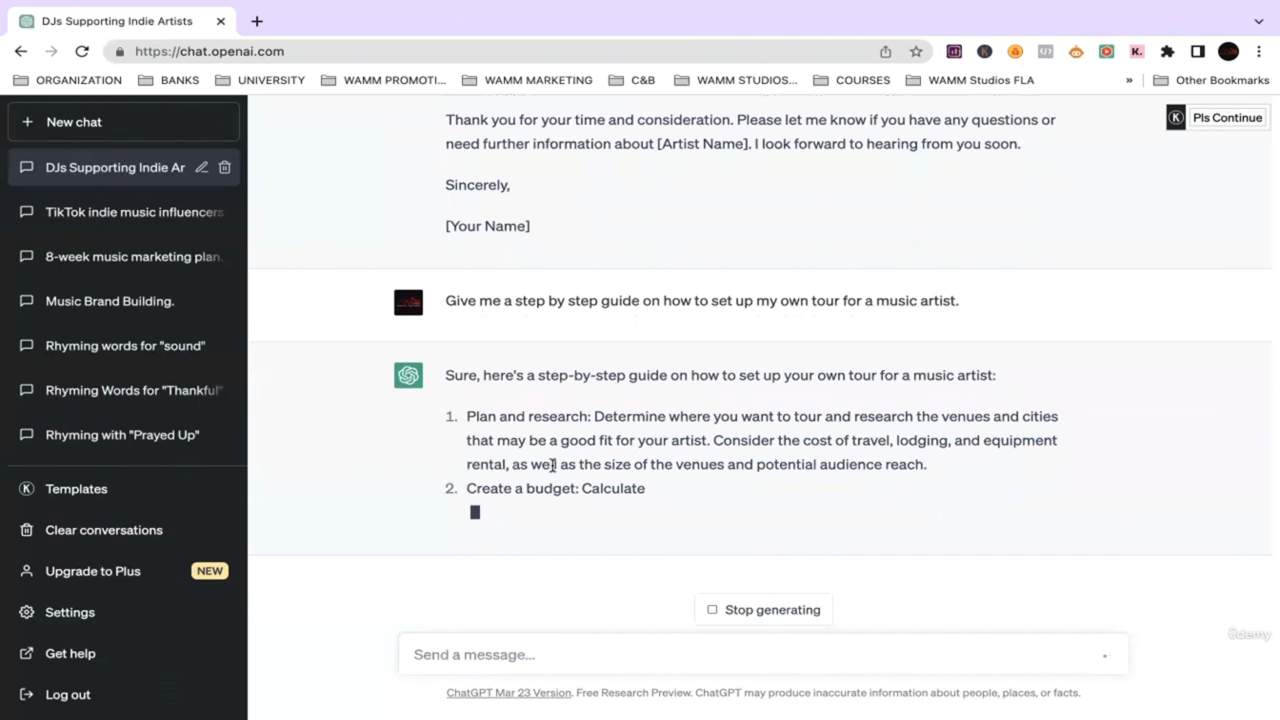 DJs Supporting Indie Artists
https://chat.openai.com
ORGANIZATION
BANKS
UNIVERSITY
WAMM PROMOTI...
WAMM MARKETING
C&B
WAMM STUDIOS...
COURSES
WAMM Studios FLA
»
Other Bookmarks
New chat
DJs Supporting Indie Ar
TikTok indie music influencers
8-week music marketing plan.
Music Brand Building.
Rhyming words for "sound"
Rhyming Words for "Thankful"
Rhyming with "Prayed Up"
Templates
Clear conversations
Upgrade to Plus NEW
Settings
Get help
Log out
K Pls Continue
Thank you for your time and consideration. Please let me know if you have any questions or
need further information about [Artist Name]. I look forward to hearing from you soon.
Sincerely,
[Your Name]
Give me a step by step guide on how to set up my own tour for a music artist.
Sure, here's a step-by-step guide on how to set up your own tour for a music artist:
1. Plan and research: Determine where you want to tour and research the venues and cities
that may be a good fit for your artist. Consider the cost of travel, lodging, and equipment
rental, as well as the size of the venues and potential audience reach.
2. Create a budget: Calculate
Stop generating
Send a message...
ChatGPT Mar 23 Version. Free Research Preview. ChatGPT may produce inaccurate information about people, places, or facts.
ûdemy